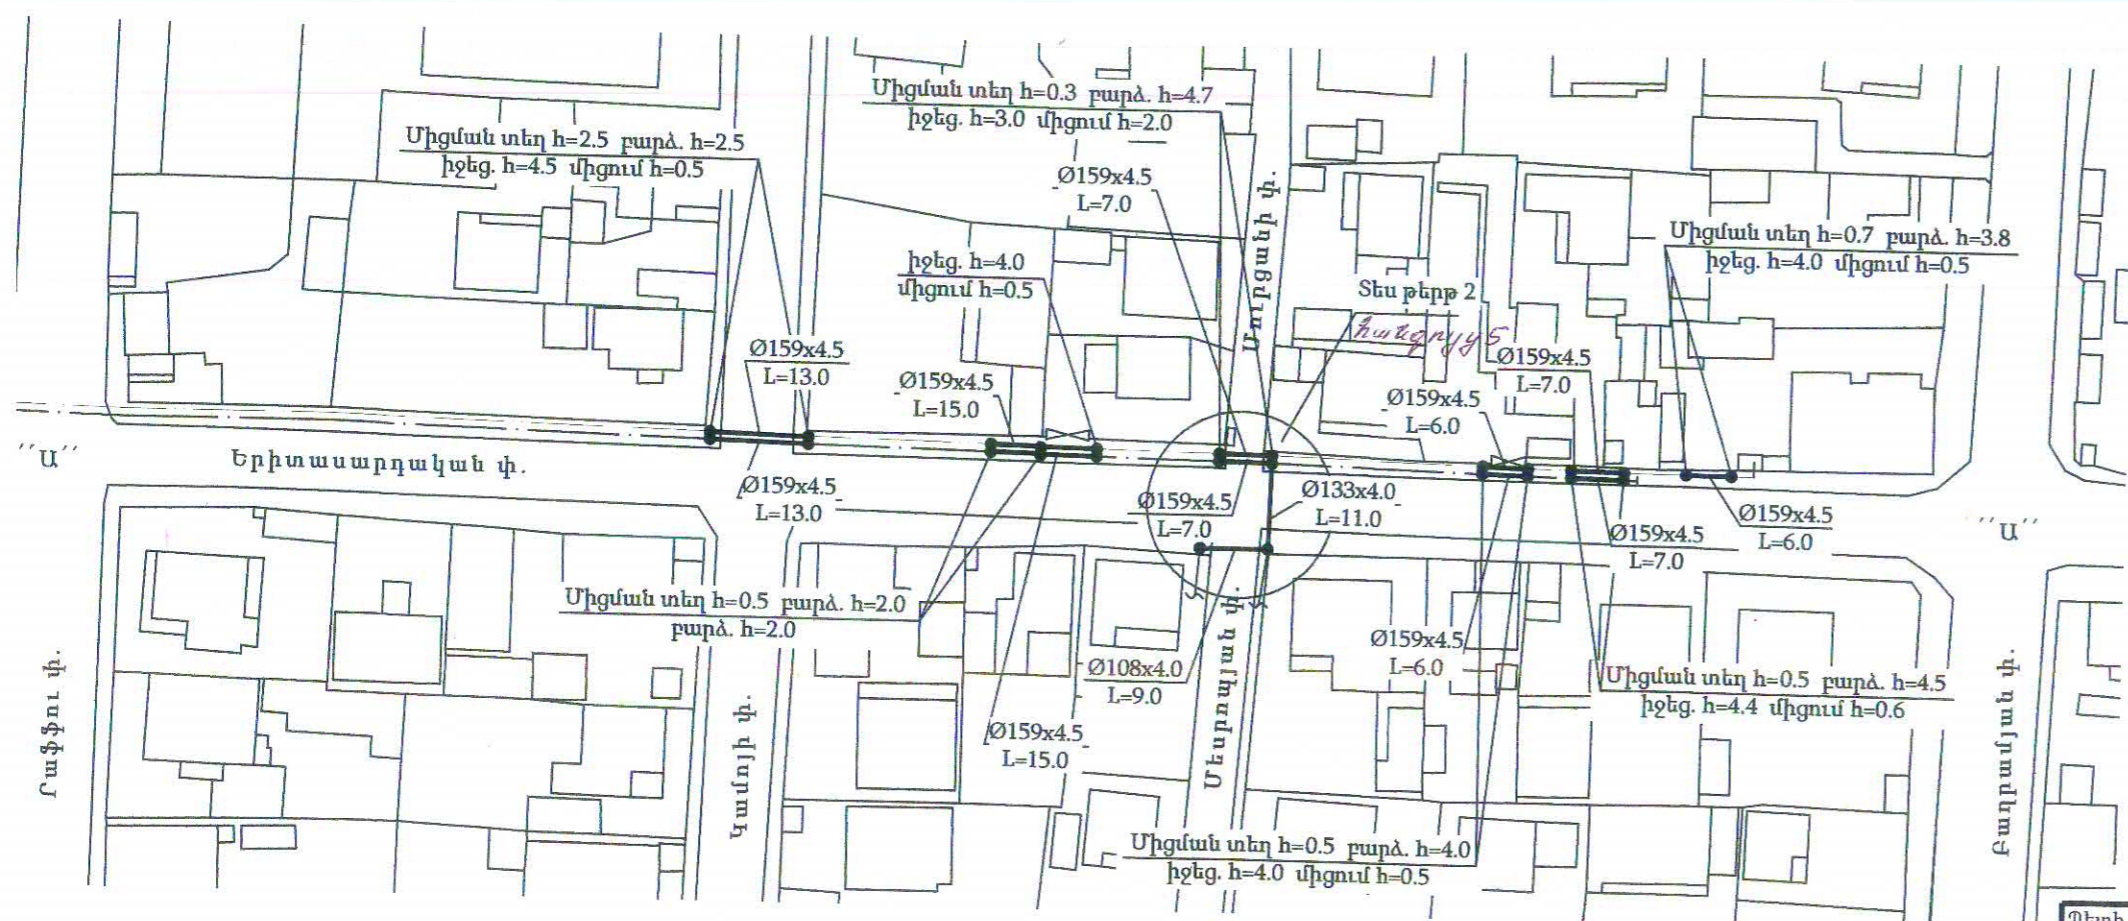 Միցման տեղ h=0.3 բարձ. h=4.7
իջեց. h=3.0 միցում h=2.0
Միցման տեղ h=2.5 բարձ. h=2.5
իջեց. h=4.5 միցում h=0.5
Ø159x4.5
L=7.0
Մուրցանի փ.
Միցման տեղ h=0.7 բարձ. h=3.8
իջեց. h=4.0 միցում h=0.5
իջեց. h=4.0
միցում h=0.5
Տես թերթ 2
հանգույց 5
Ø159x4.5
L=13.0
Ø159x4.5
L=7.0
Ø159x4.5
L=15.0
Ø159x4.5
L=6.0
''Ա''
Երիտասարդական փ.
Ø159x4.5
L=13.0
Ø159x4.5
L=7.0
Ø133x4.0
L=11.0
Ø159x4.5
L=6.0
Ø159x4.5
L=7.0
''Ա''
Միցման տեղ h=0.5 բարձ. h=2.0
բարձ. h=2.0
Ø159x4.5
L=6.0
Ø108x4.0
L=9.0
Միցման տեղ h=0.5 բարձ. h=4.5
իջեց. h=4.4 միցում h=0.6
Ø159x4.5
L=15.0
Րաֆֆու փ.
Կամոյի փ.
Մեսրոպյան փ.
Բաղրամյան փ.
Միցման տեղ h=0.5 բարձ. h=4.0
իջեց. h=4.0 միցում h=0.5